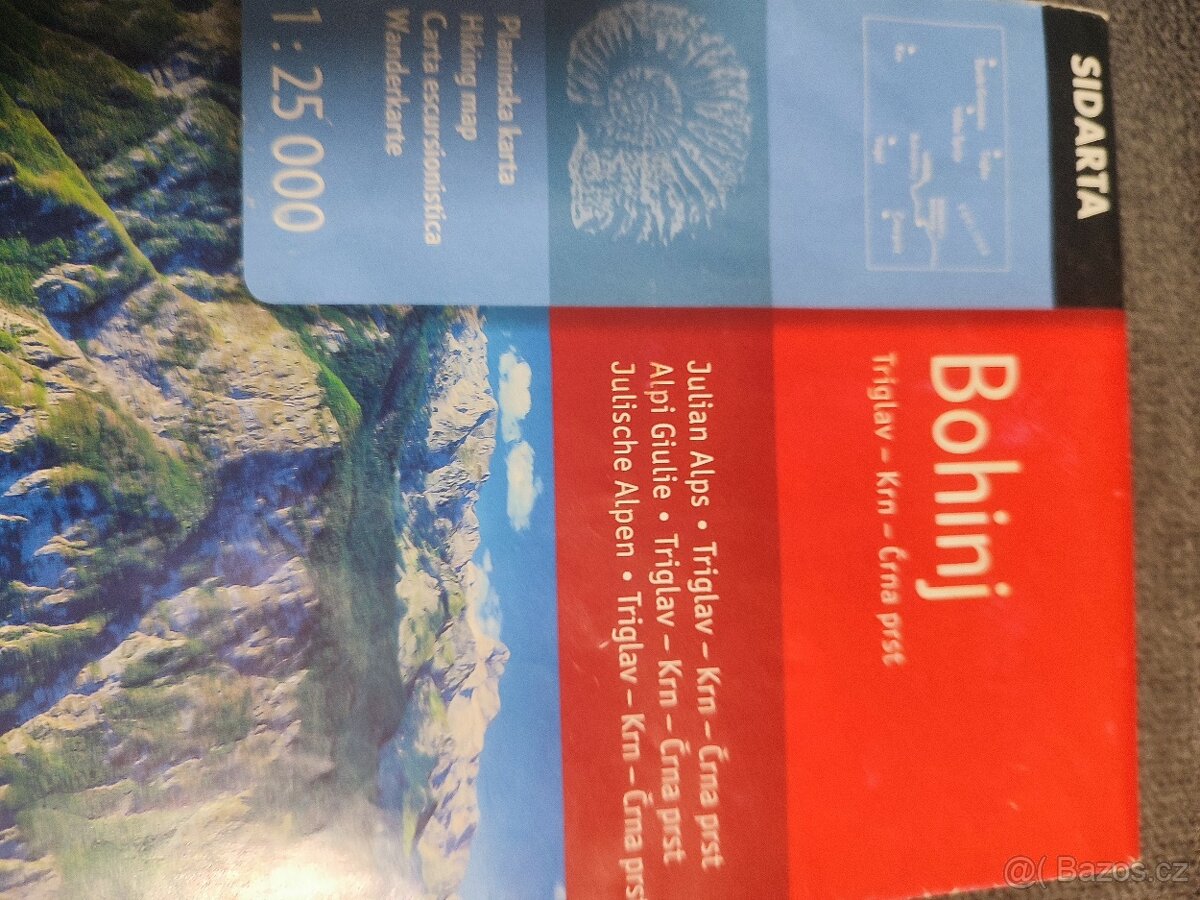 SIDARTA
Bohinj
Triglav – Krn – Črna prst
Julian Alps • Triglav – Krn – Črna prst
Alpi Giulie • Triglav – Krn – Črna prst
Julische Alpen • Triglav – Krn – Črna prs
Planinska karta
Hiking map
Carta escursionistica
Wanderkarte
1 : 25 000
Bazos.cz